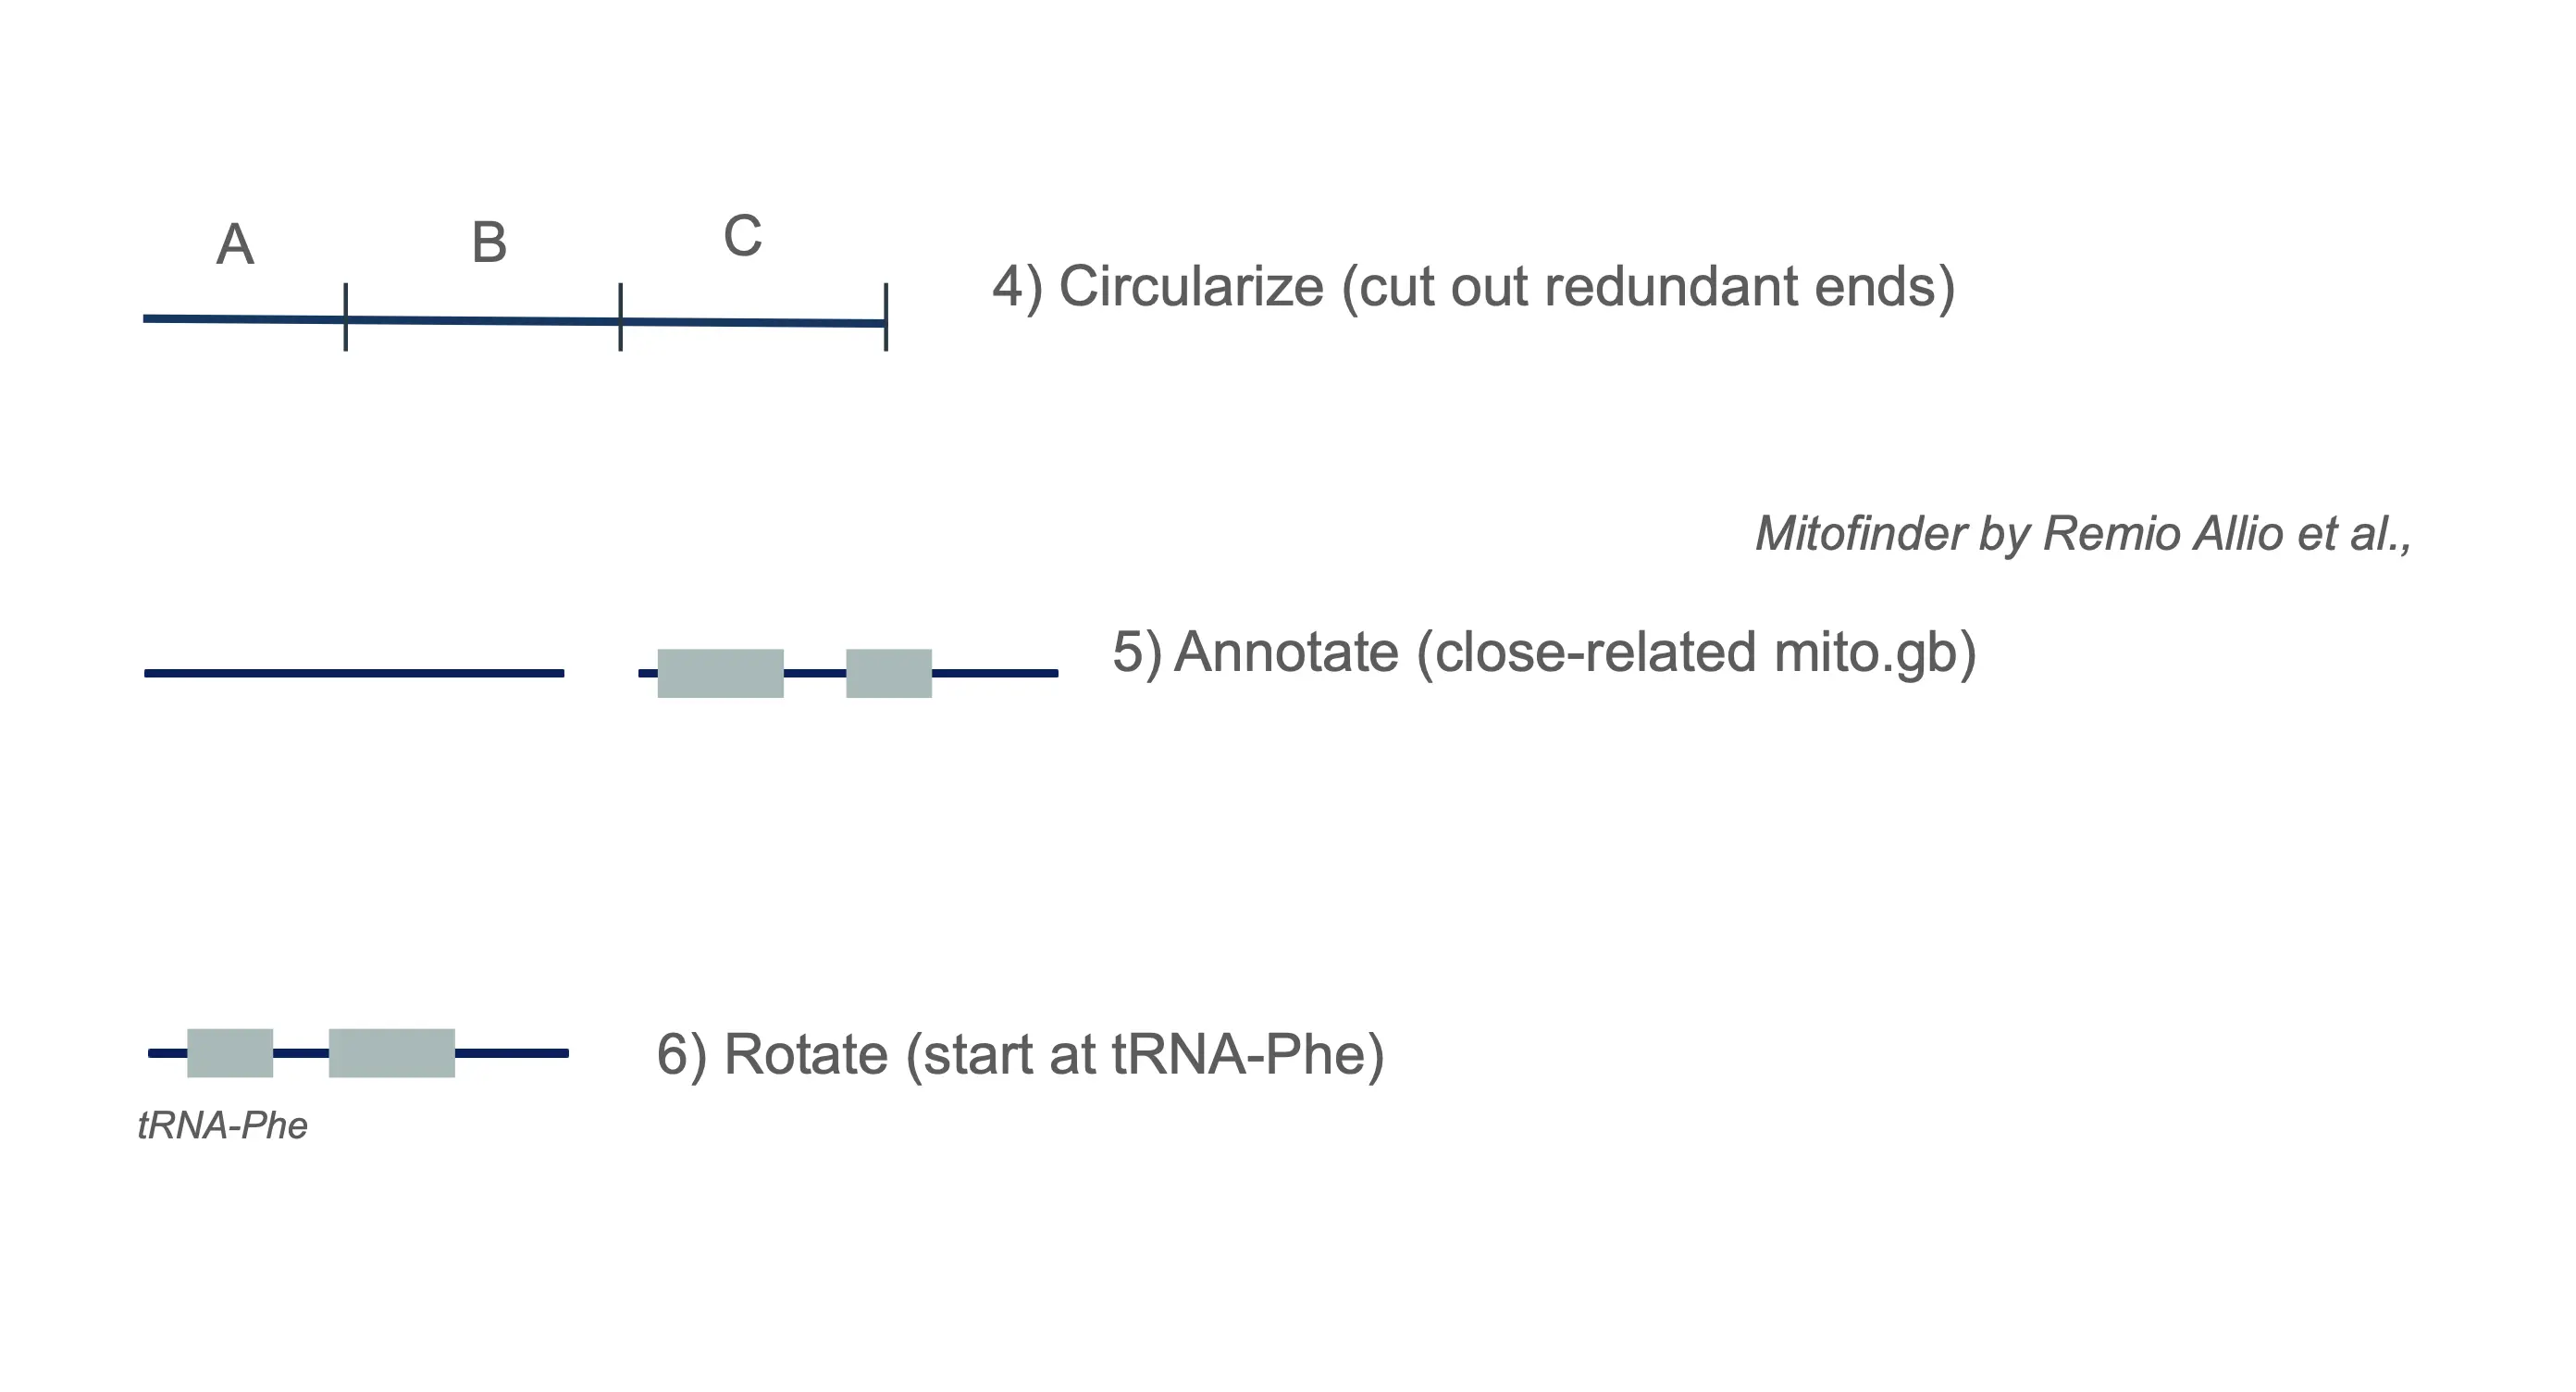 A B C
4) Circularize (cut out redundant ends)
Mitofinder by Remio Allio et al.,
5) Annotate (close-related mito.gb)
6) Rotate (start at tRNA-Phe)
tRNA-Phe